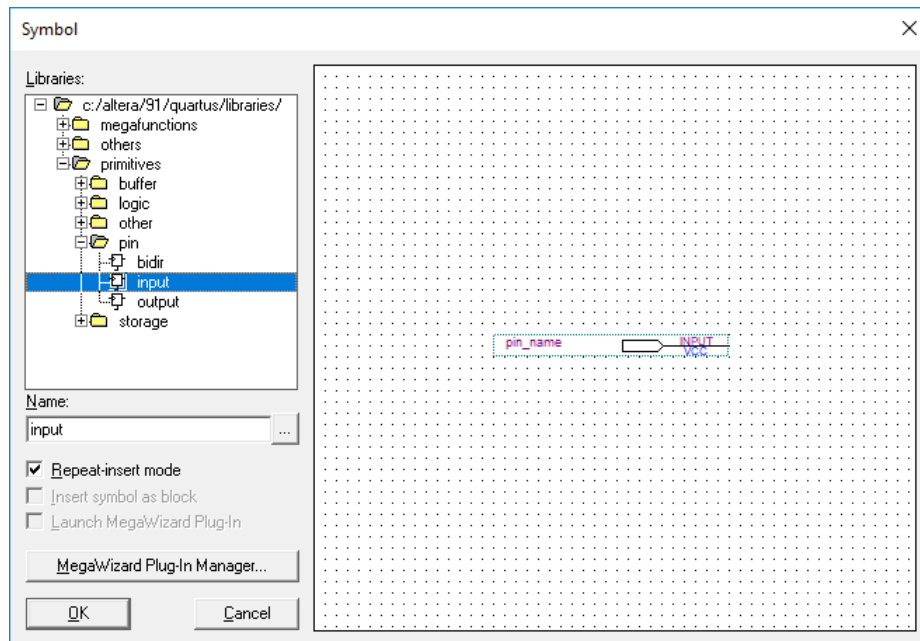 Symbol
Libraries:
c:/altera/91/quartus/libraries/
megafunctions
others
primitives
buffer
logic
other
pin
bidir
input
output
storage
Name:
input
...
Repeat-insert mode
Insert symbol as block
Launch MegaWizard Plug-In
MegaWizard Plug-In Manager...
OK
Cancel
pin_name
INPUT
VCC